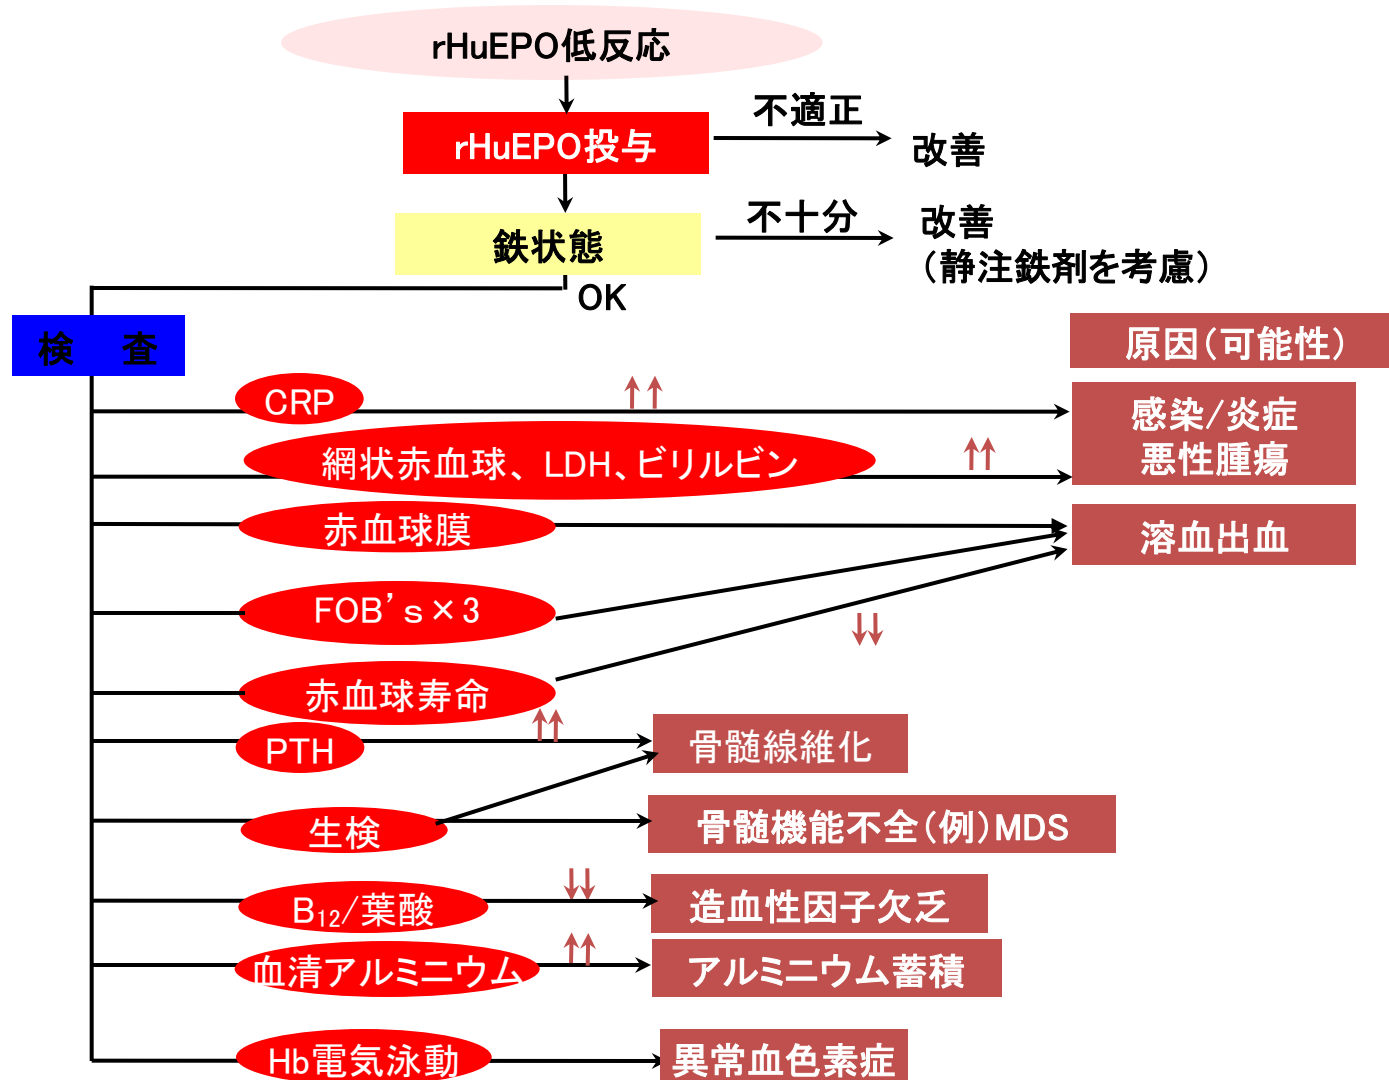 rHuEPO低反応
不適正
rHuEPO投与
改善
不十分
改善
鉄状態
（静注鉄剤を考慮）
OK
検　査
原因（可能性）
CRP
感染/炎症
悪性腫瘍
網状赤血球、LDH、ビリルビン
赤血球膜
溶血出血
FOB’ｓ×3
赤血球寿命
PTH
骨髄線維化
生検
骨髄機能不全（例）MDS
B₁₂/葉酸
造血性因子欠乏
血清アルミニウム
アルミニウム蓄積
Hb電気泳動
異常血色素症